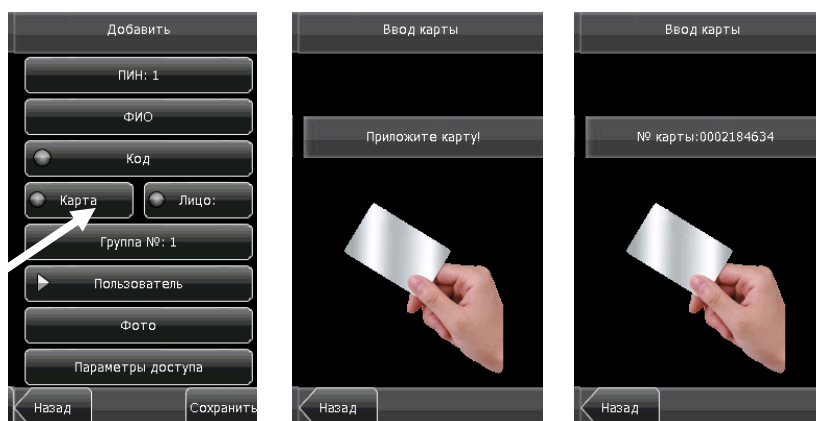 Добавить
ПИН: 1
ФИО
Код
Карта
Лицо:
Группа №: 1
Пользователь
Фото
Параметры доступа
Назад
Сохранить
Ввод карты
Приложите карту!
Назад
Ввод карты
№ карты:0002184634
Назад